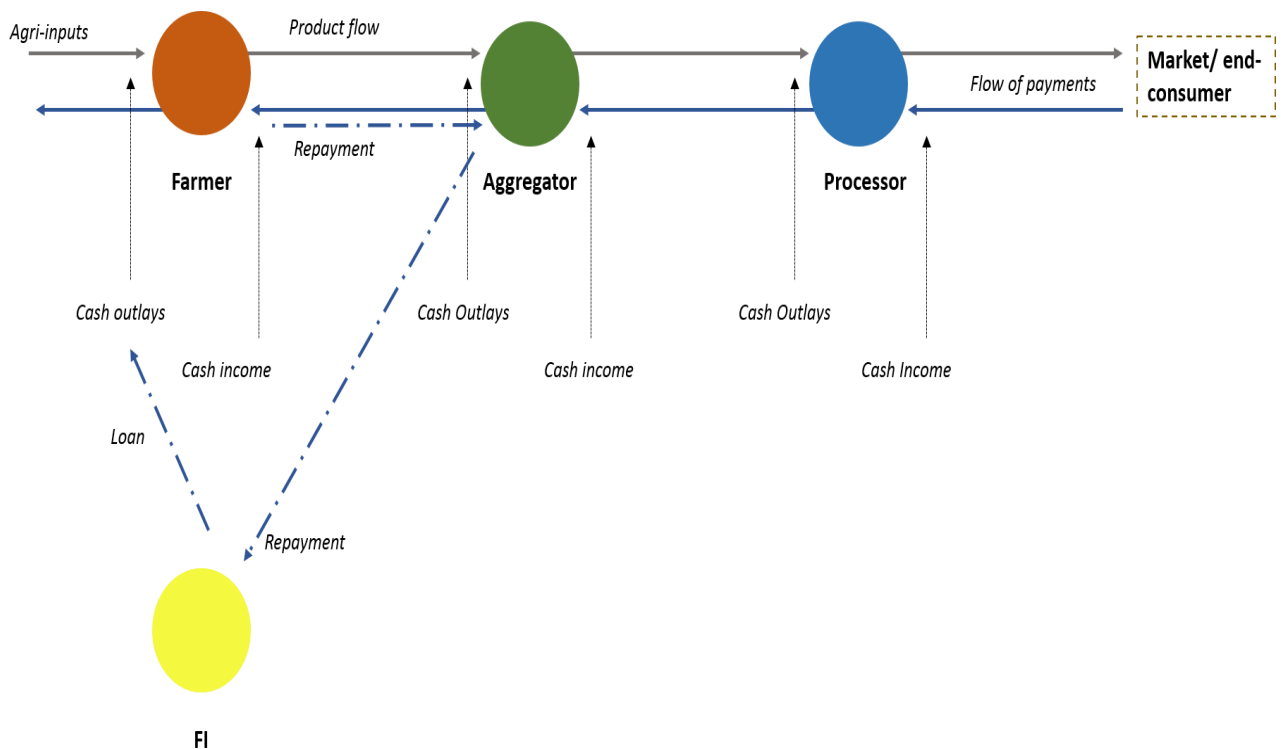 Agri-inputs
Product flow
Market/ end-
consumer
Flow of payments
Repayment
Farmer
Aggregator
Processor
Cash outlays
Cash Outlays
Cash Outlays
Cash income
Cash income
Cash Income
Loan
Repayment
FI